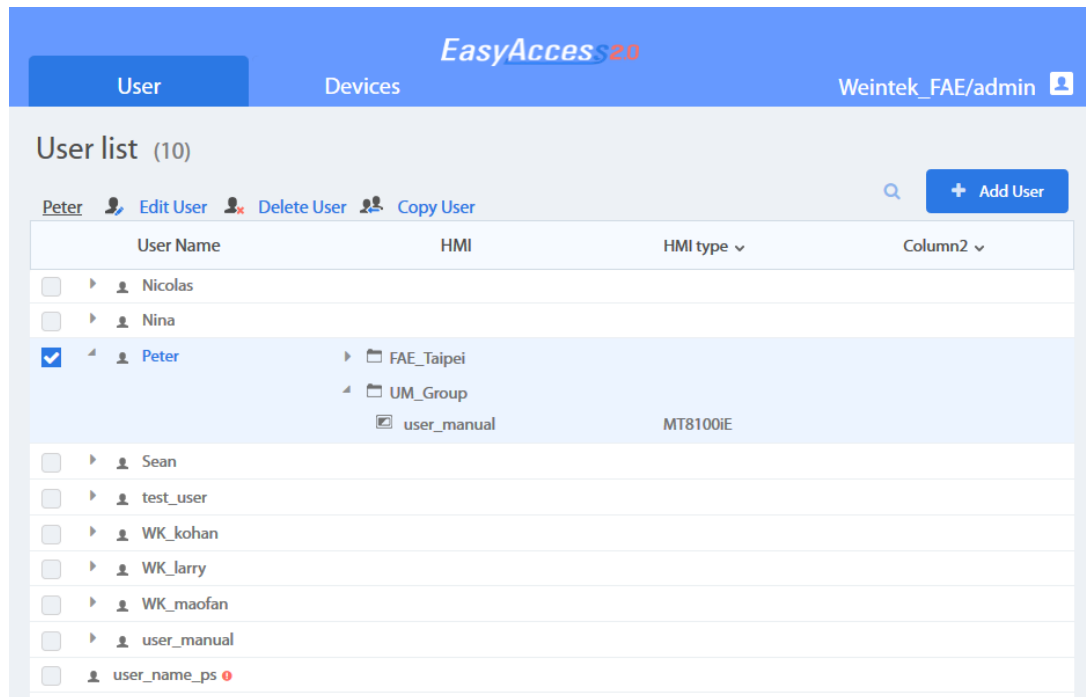 EasyAccess2.0
User Devices Weintek_FAE/admin
User list (10)
Peter Edit User Delete User Copy User + Add User
User Name HMI HMI type Column2
Nicolas
Nina
Peter FAE_Taipei
UM_Group
user_manual MT8100iE
Sean
test_user
WK_kohan
WK_larry
WK_maofan
user_manual
user_name_ps